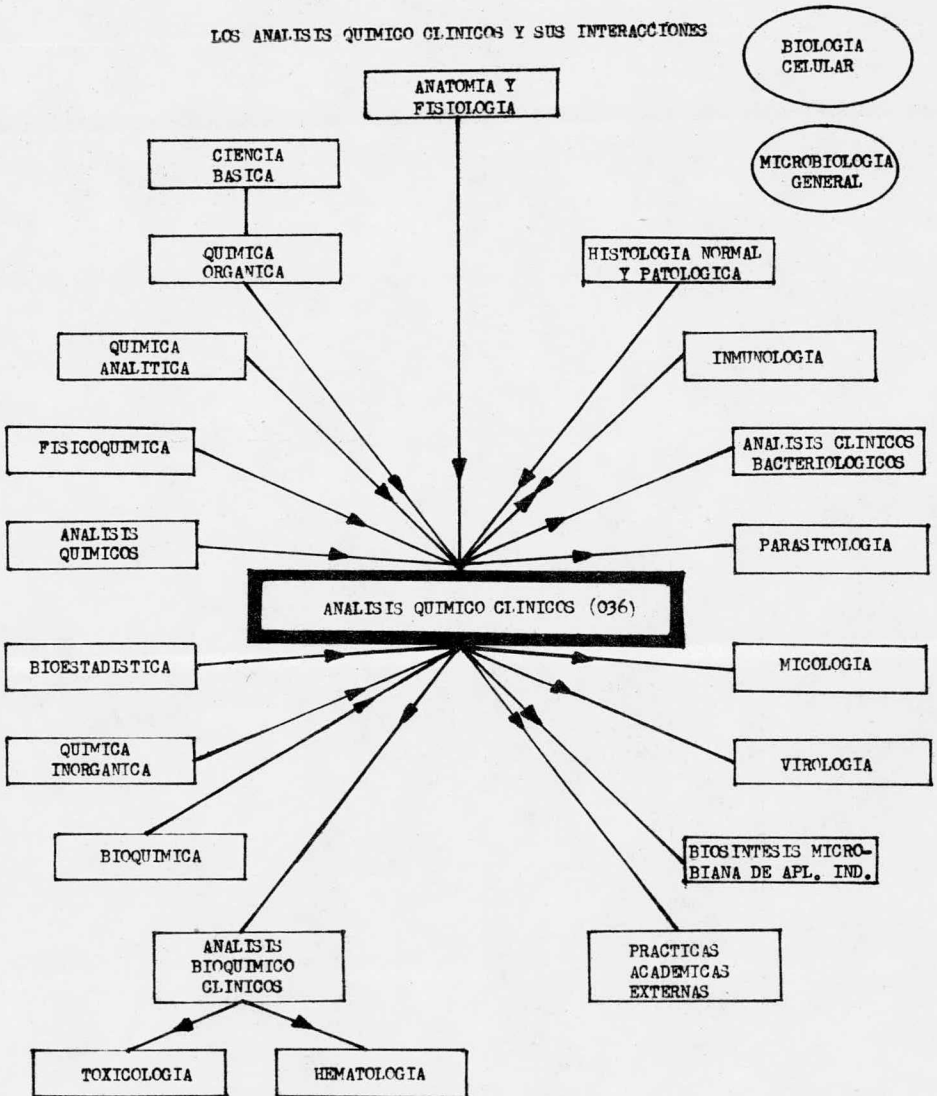 LOS ANALISIS QUIMICO CLINICOS Y SUS INTERACCIONES
BIOLOGIA
CELULAR
ANATOMIA Y
FISIOLOGIA
CIENCIA
BASICA
MICROBIOLOGIA
GENERAL
QUIMICA
ORGANICA
HISTOLOGIA NORMAL
Y PATOLOGICA
QUIMICA
ANALITICA
INMUNOLOGIA
FISICOQUIMICA
ANALISIS CLINICOS
BACTERIOLOGICOS
ANALISIS
QUIMICOS
PARASITOLOGIA
ANALISIS QUIMICO CLINICOS (036)
BIOESTADISTICA
MICOLOGIA
QUIMICA
INORGANICA
VIROLOGIA
BIOQUIMICA
BIOSINTESIS MICRO-
BIANA DE APL. IND.
ANALISIS
BIOQUIMICO
CLINICOS
PRACTICAS
ACADEMICAS
EXTERNAS
TOXICOLOGIA
HEMATOLOGIA